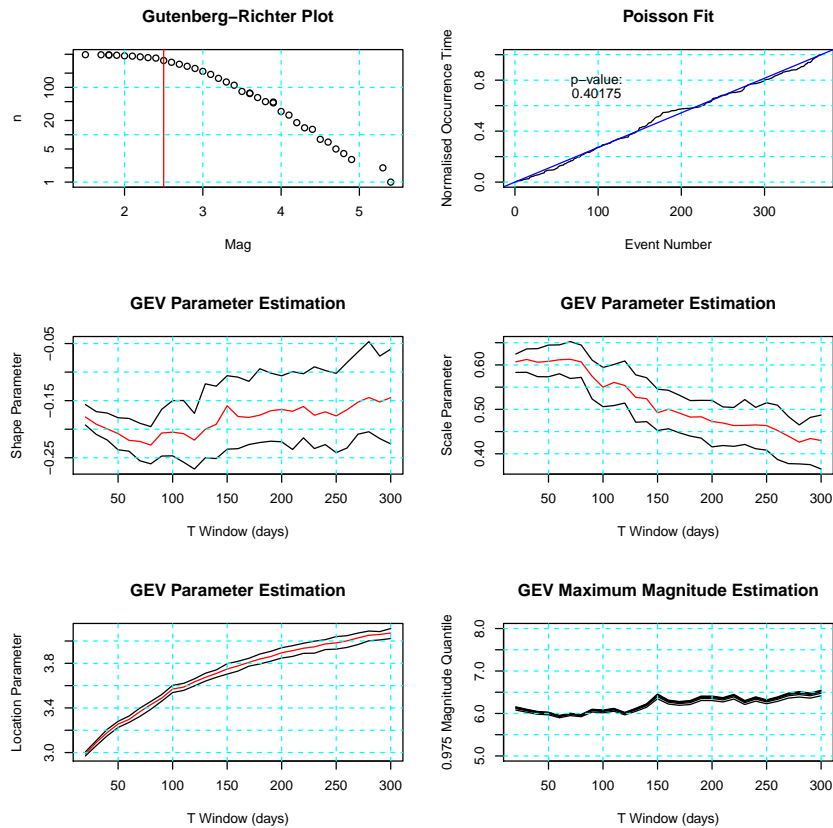 Gutenberg−Richter Plot
n
100
20
5
1
2 3 4 5
Mag
Poisson Fit
Normalised Occurrence Time
0.8
0.4
0.0
p−value:
0.40175
0 100 200 300
Event Number
GEV Parameter Estimation
Shape Parameter
−0.05
−0.15
−0.25
50 100 150 200 250 300
T Window (days)
GEV Parameter Estimation
Scale Parameter
0.60
0.50
0.40
50 100 150 200 250 300
T Window (days)
GEV Parameter Estimation
Location Parameter
3.8
3.4
3.0
50 100 150 200 250 300
T Window (days)
GEV Maximum Magnitude Estimation
0.975 Magnitude Quantile
8.0
7.0
6.0
5.0
50 100 150 200 250 300
T Window (days)